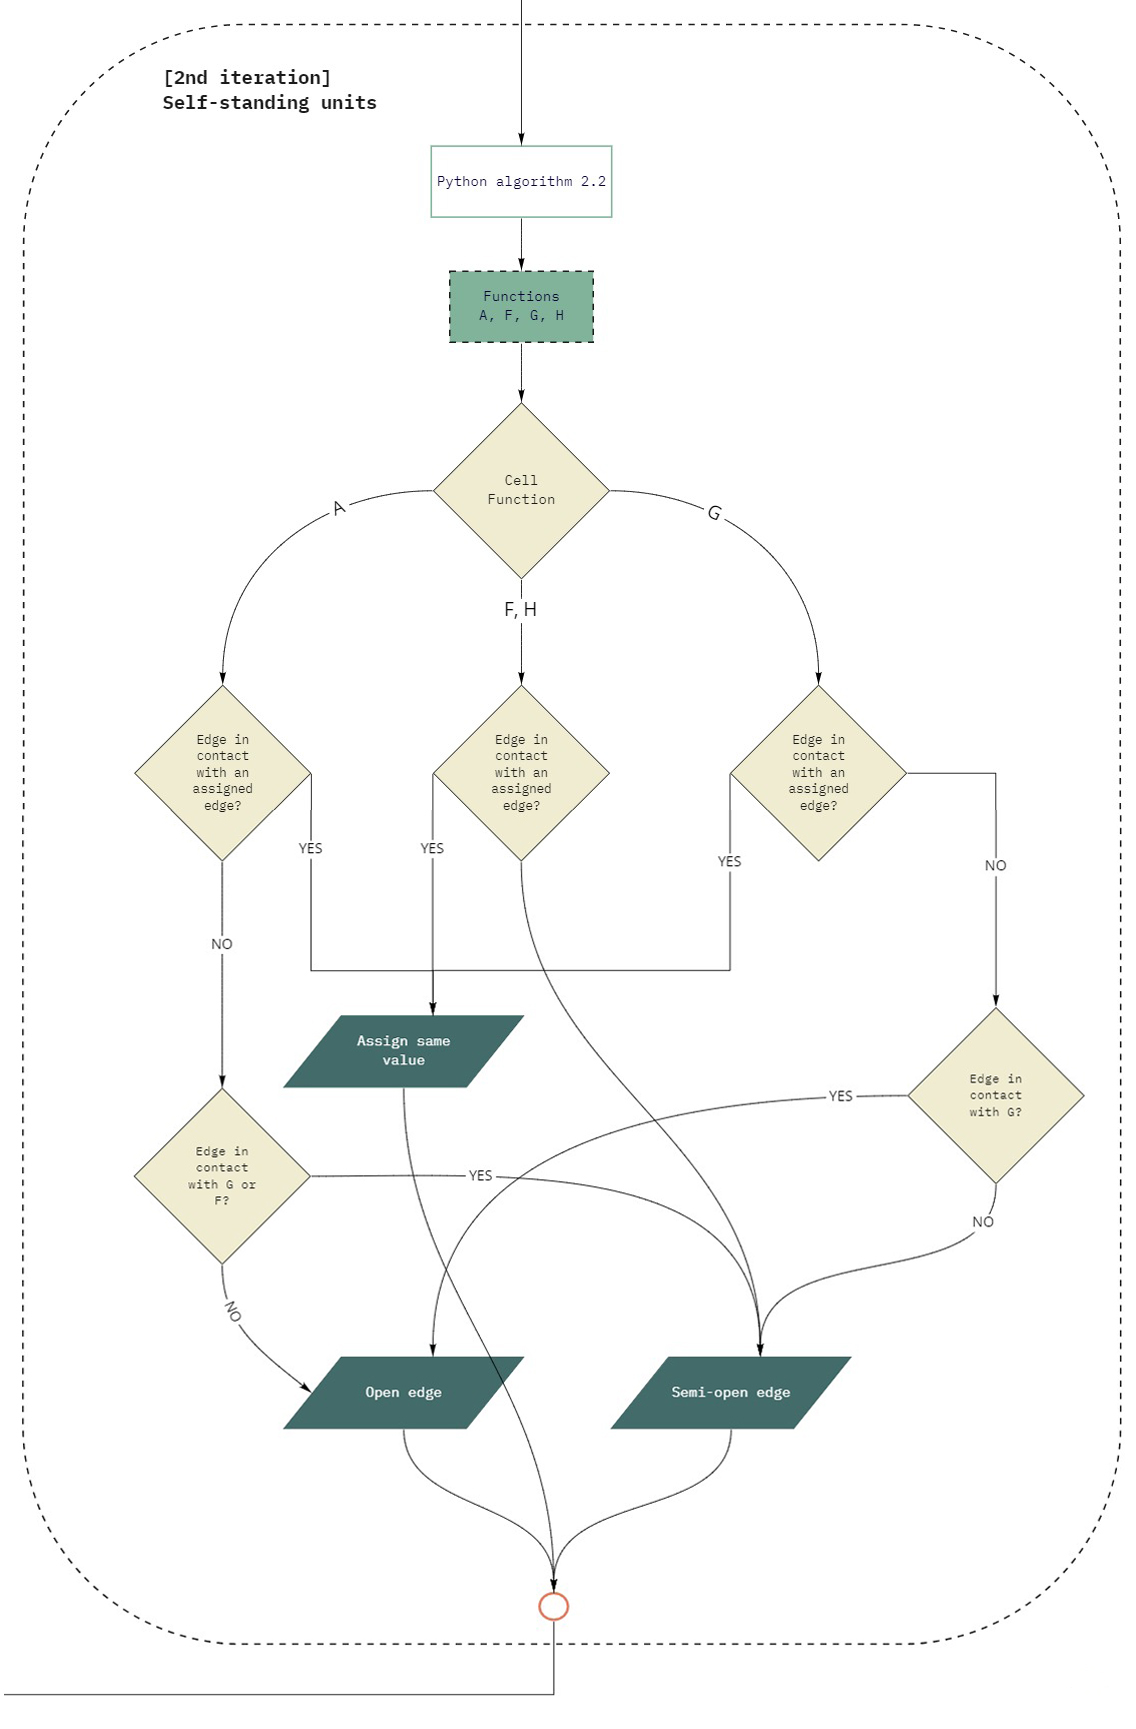 [2nd iteration]
Self-standing units
Python algorithm 2.2
Functions
A, F, G, H
Cell
Function
A
G
F, H
Edge in
contact
with an
assigned
edge?
Edge in
contact
with an
assigned
edge?
Edge in
contact
with an
assigned
edge?
YES
YES
YES
NO
NO
Assign same
value
Edge in
contact
with G?
YES
Edge in
contact
with G or
F?
YES
NO
NO
Open edge
Semi-open edge